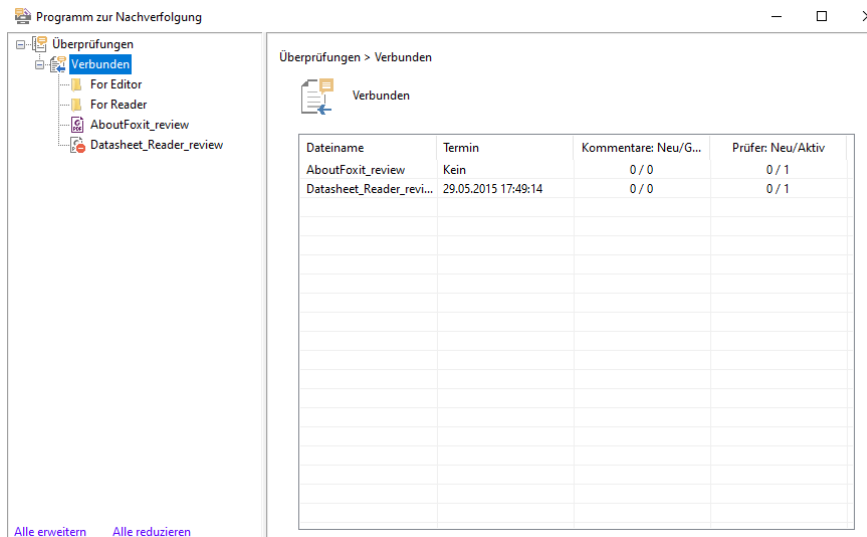 Programm zur Nachverfolgung
Überprüfungen
Verbunden
For Editor
For Reader
AboutFoxit_review
Datasheet_Reader_review
Alle erweitern Alle reduzieren
Überprüfungen > Verbunden
Verbunden
Dateiname Termin Kommentare: Neu/G... Prüfer: Neu/Aktiv
AboutFoxit_review Kein 0 / 0 0 / 1
Datasheet_Reader_revi... 29.05.2015 17:49:14 0 / 0 0 / 1